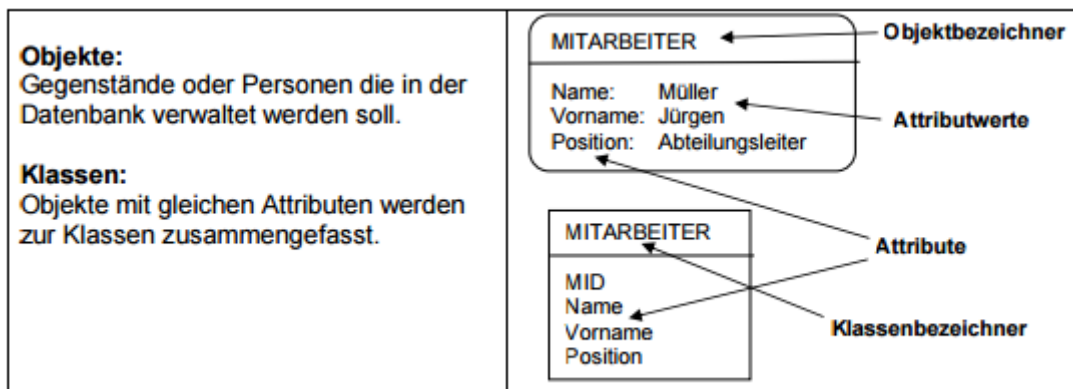 Objekte:
Gegenstände oder Personen die in der
Datenbank verwaltet werden soll.
Klassen:
Objekte mit gleichen Attributen werden
zur Klassen zusammengefasst.
MITARBEITER
Objektbezeichner
Name: Müller
Vorname: Jürgen
Position: Abteilungsleiter
Attributwerte
MITARBEITER
Attribute
MID
Name
Vorname
Position
Klassenbezeichner